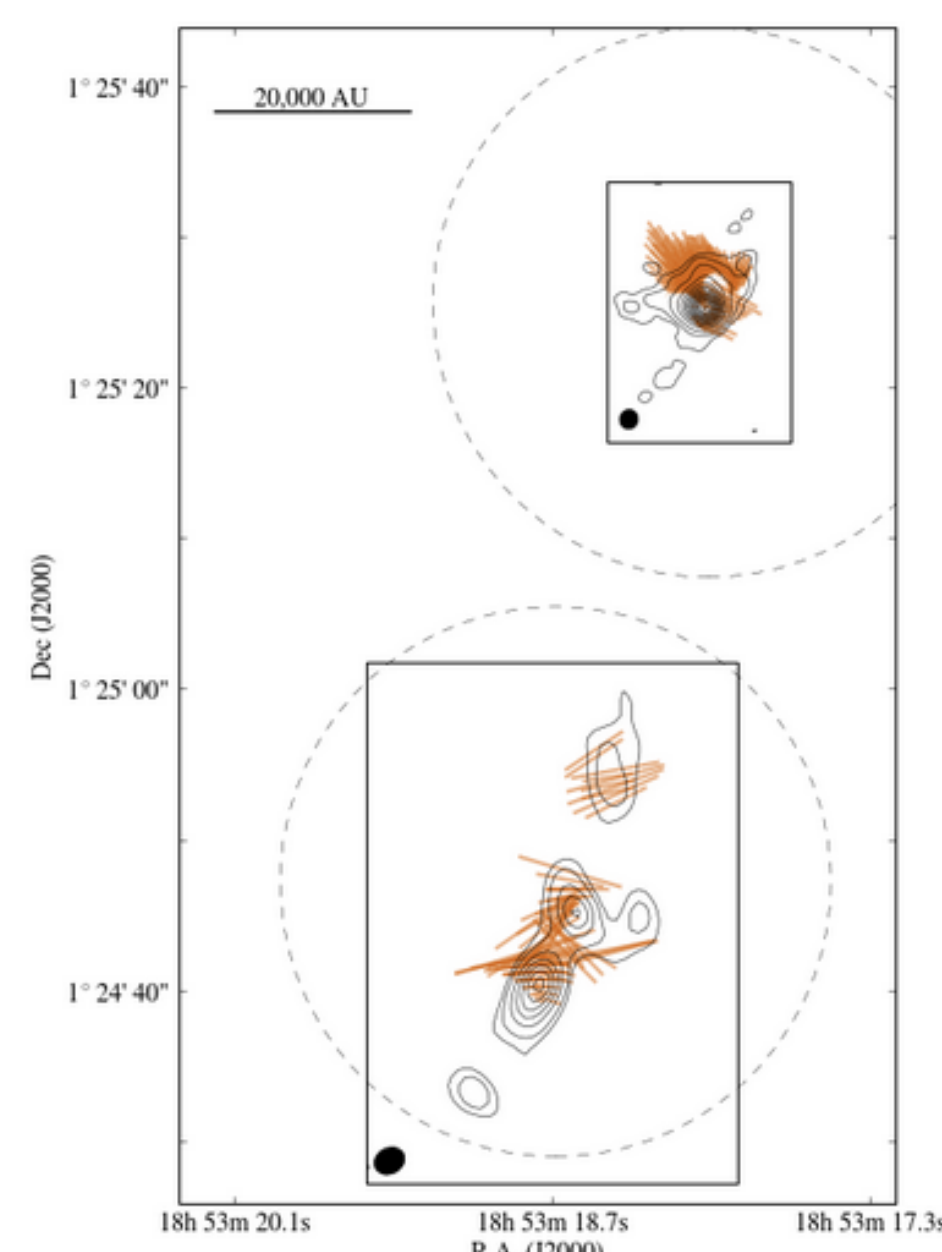 1° 25' 40"
20,000 AU
1° 25' 20"
Dec (J2000)
1° 25' 00"
1° 24' 40"
18h 53m 20.1s 18h 53m 18.7s 18h 53m 17.3s
R.A. (J2000)